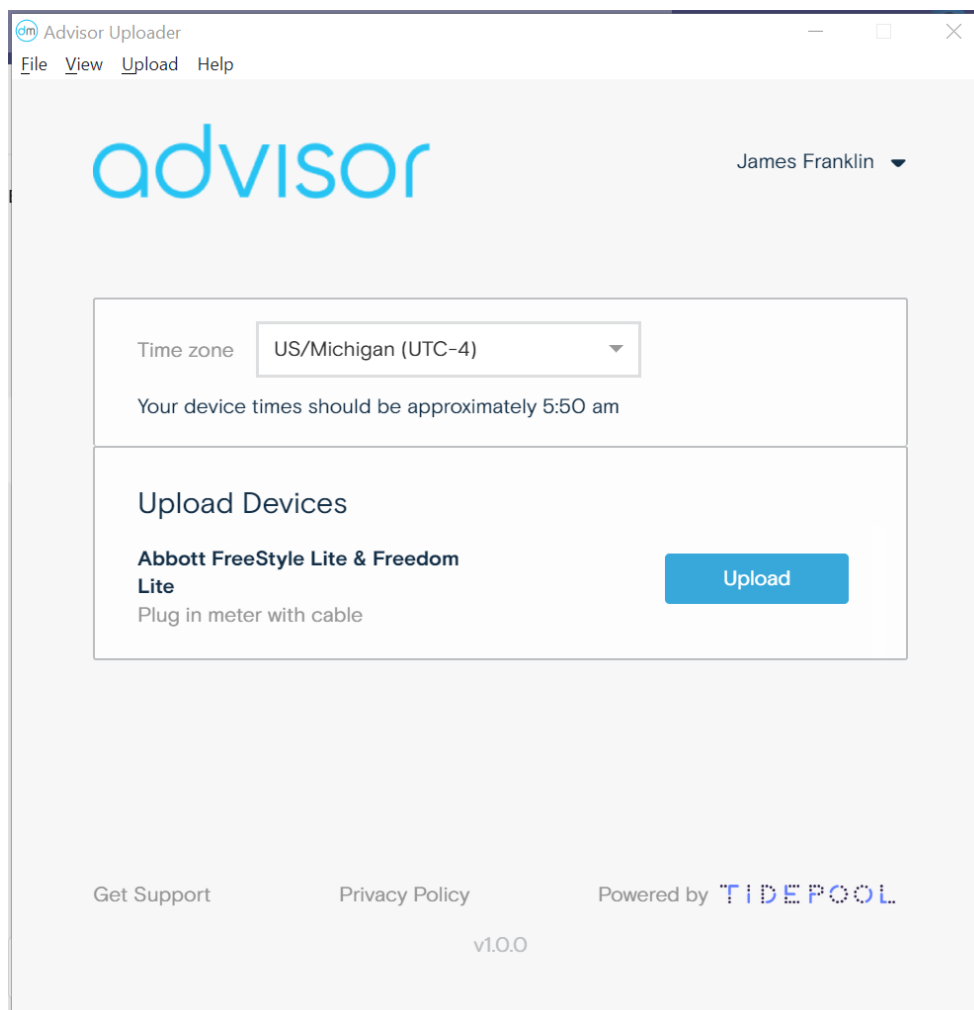 dm Advisor Uploader
File View Upload Help
advisor
James Franklin
Time zone
US/Michigan (UTC-4)
Your device times should be approximately 5:50 am
Upload Devices
Abbott FreeStyle Lite & Freedom
Lite
Plug in meter with cable
Upload
Get Support
Privacy Policy
Powered by TIDEPOOL
v1.0.0